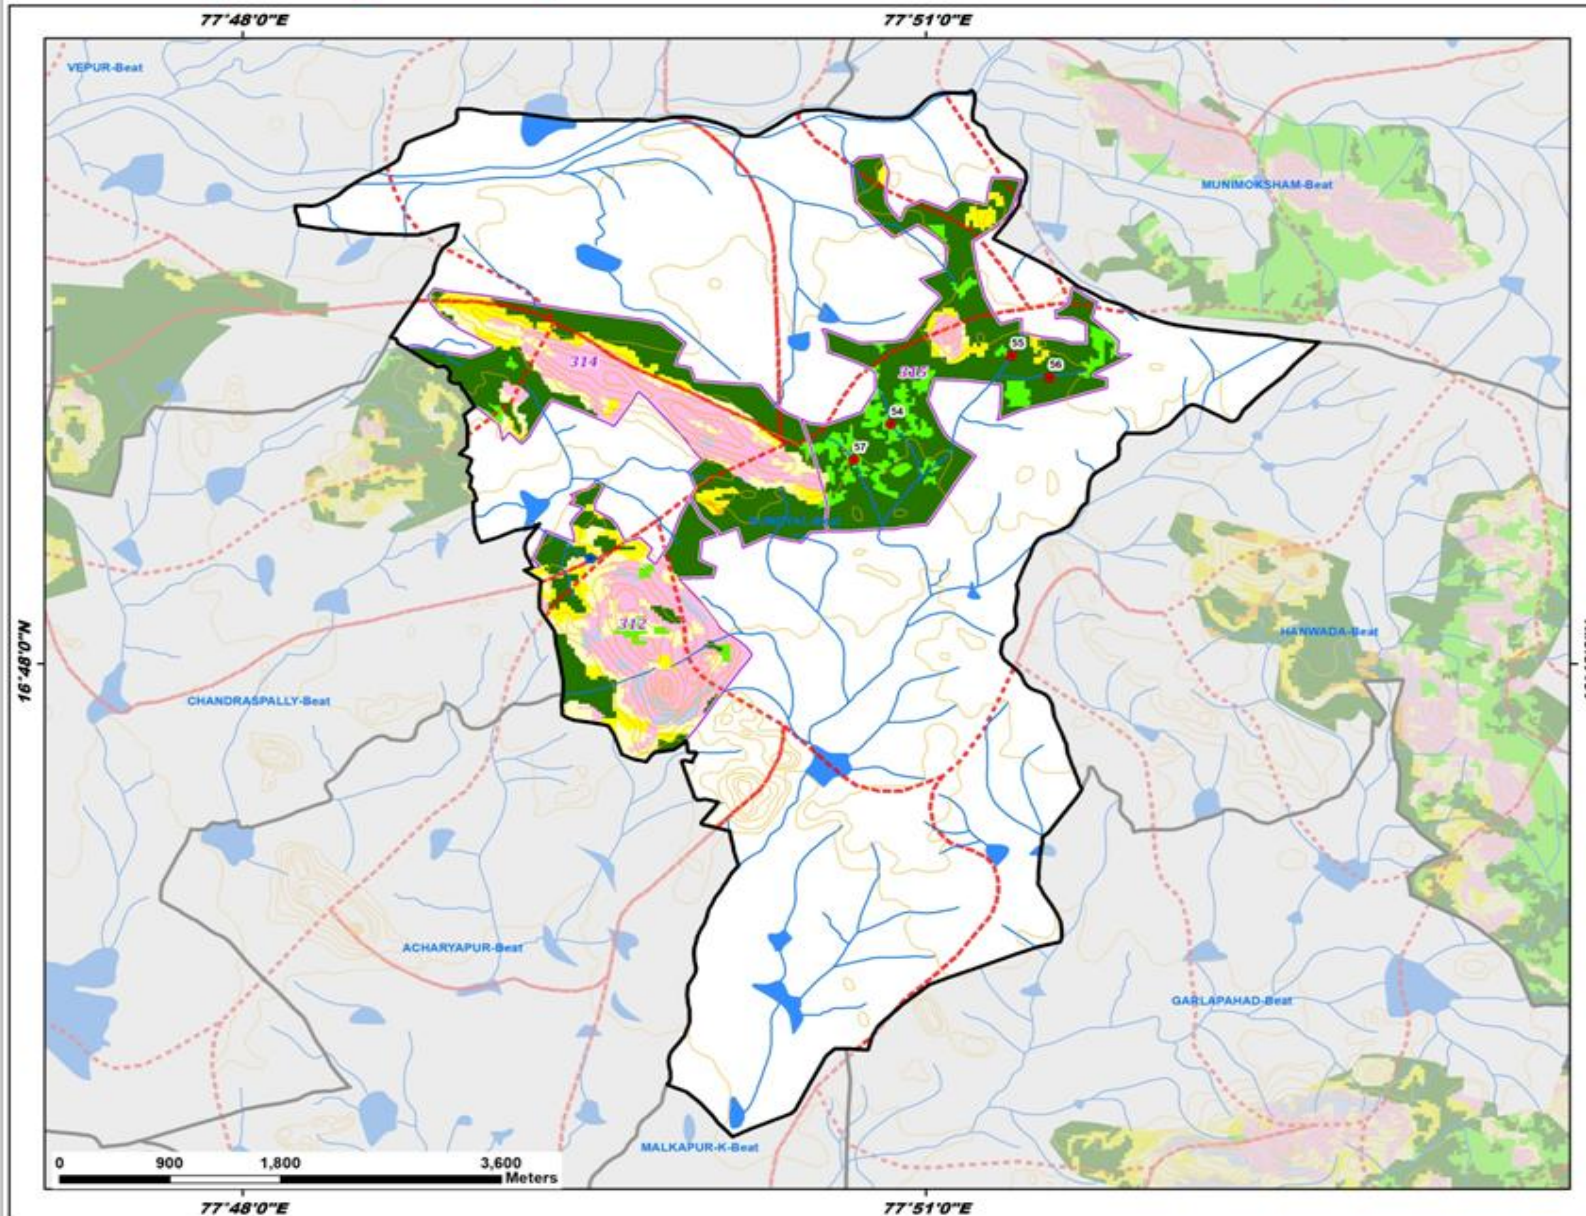 77°48'0"E
77°51'0"E
VEPUR-Beat
MUNIMOKSHAM-Beat
55
314
56
54
57
312
HANWADA-Beat
16°48'0"N
CHANDRASPALLY-Beat
ACHARYAPUR-Beat
GARLAPAHAD-Beat
MALKAPUR-K-Beat
0 900 1,800 3,600
Meters
77°48'0"E
77°51'0"E